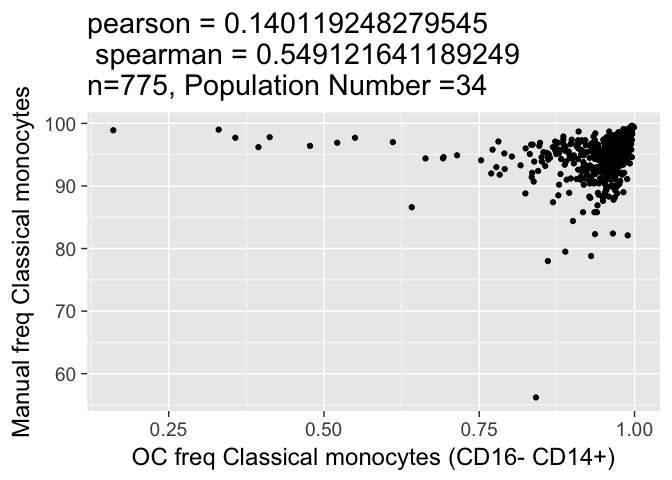 pearson = 0.140119248279545
spearman = 0.549121641189249
n=775, Population Number =34
Manual freq Classical monocytes
100
90
80
70
60
0.25 0.50 0.75 1.00
OC freq Classical monocytes (CD16- CD14+)